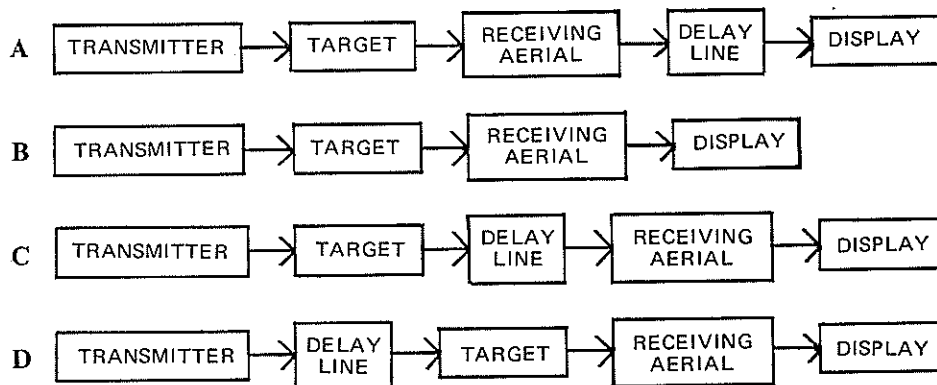 A TRANSMITTER TARGET RECEIVING AERIAL DELAY LINE DISPLAY
B TRANSMITTER TARGET RECEIVING AERIAL DISPLAY
C TRANSMITTER TARGET DELAY LINE RECEIVING AERIAL DISPLAY
D TRANSMITTER DELAY LINE TARGET RECEIVING AERIAL DISPLAY